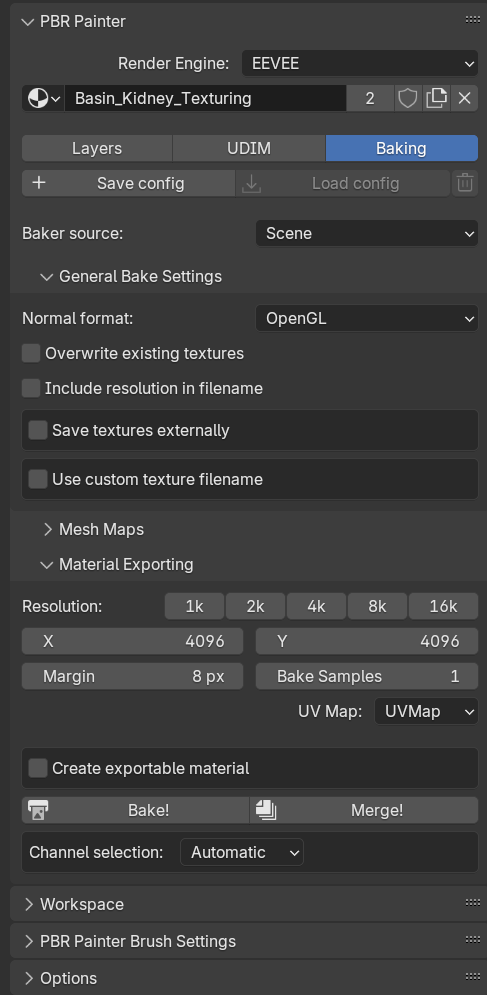 PBR Painter
Render Engine: EEVEE
Basin_Kidney_Texturing 2
Layers UDIM Baking
Save config Load config
Baker source: Scene
General Bake Settings
Normal format: OpenGL
Overwrite existing textures
Include resolution in filename
Save textures externally
Use custom texture filename
Mesh Maps
Material Exporting
Resolution: 1k 2k 4k 8k 16k
X 4096 Y 4096
Margin 8 px Bake Samples 1
UV Map: UVMap
Create exportable material
Bake! Merge!
Channel selection: Automatic
Workspace
PBR Painter Brush Settings
Options